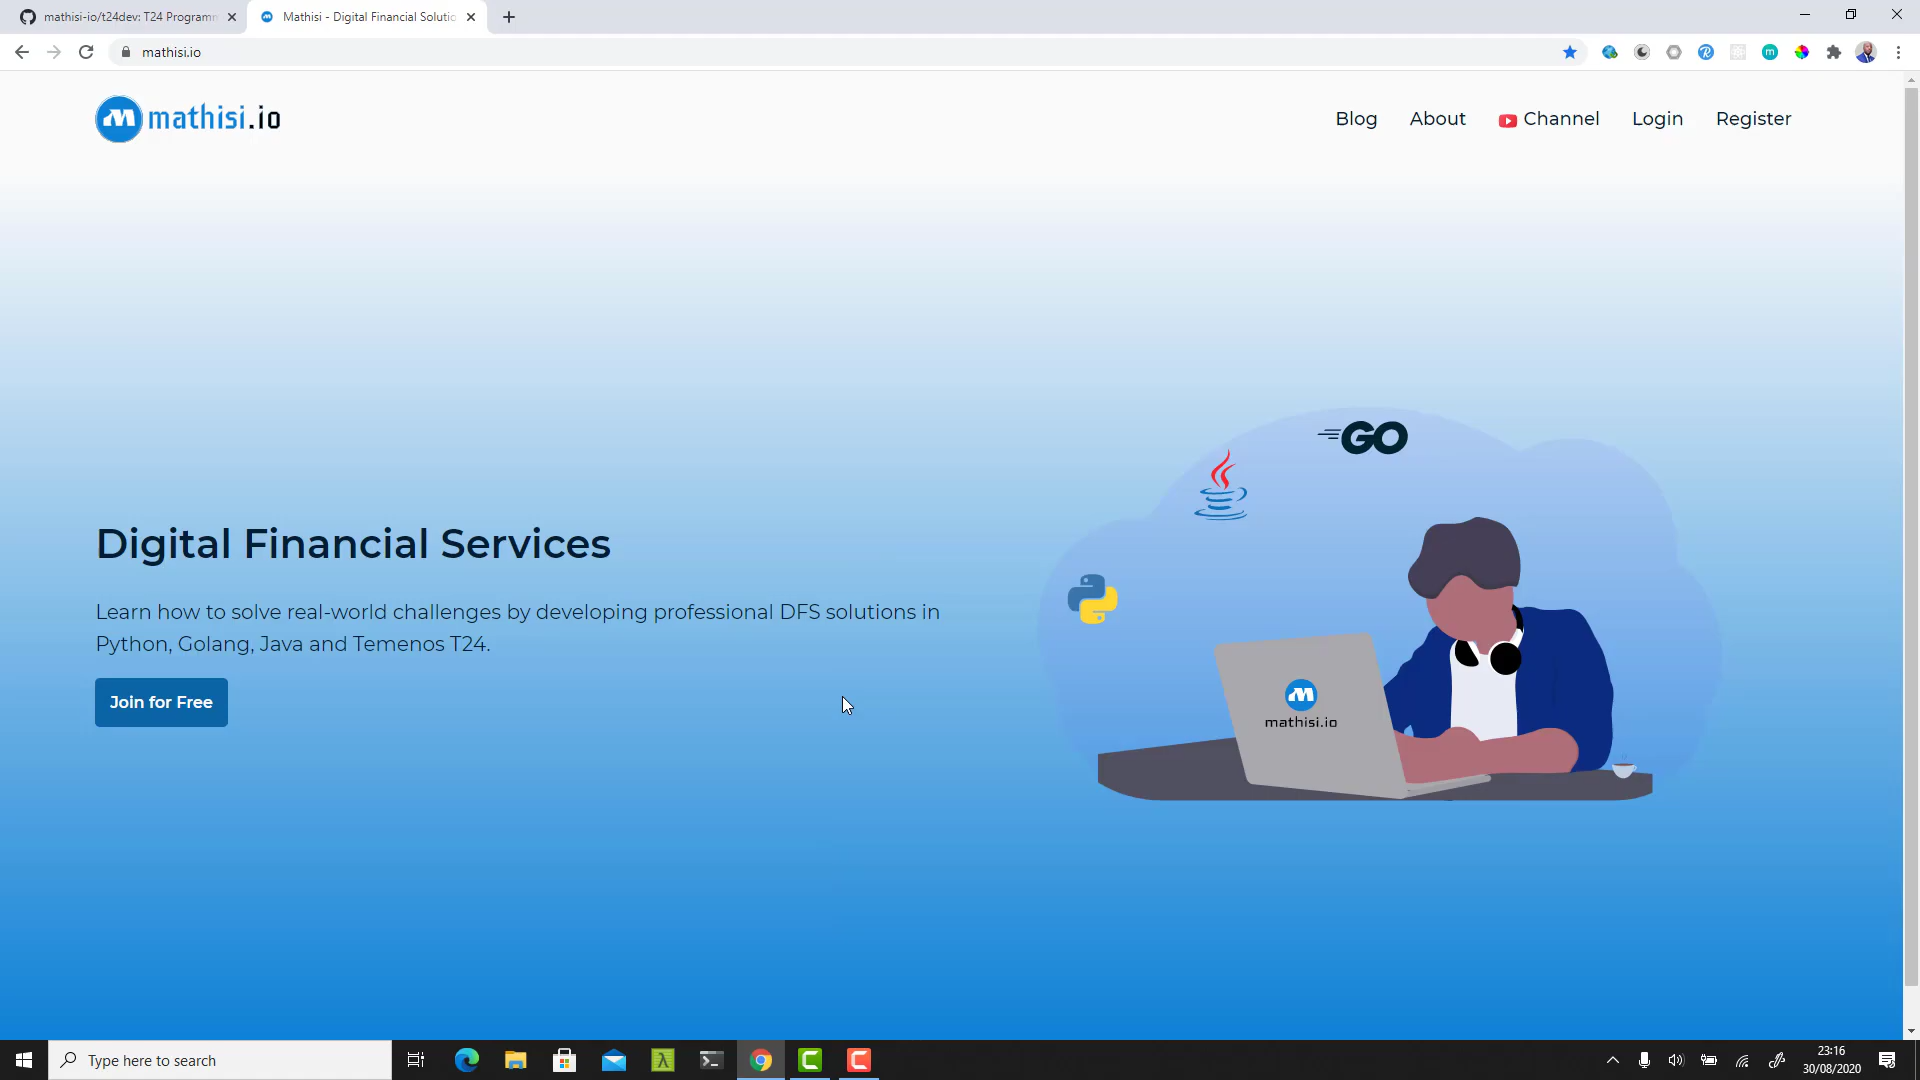 mathisi-io/t24dev: T24 Programm
Mathisi - Digital Financial Solutio
mathisi.io
mathisi.io
Blog
About
Channel
Login
Register
GO
Digital Financial Services
Learn how to solve real-world challenges by developing professional DFS solutions in
Python, Golang, Java and Temenos T24.
Join for Free
mathisi.io
Type here to search
23:16
30/08/2020